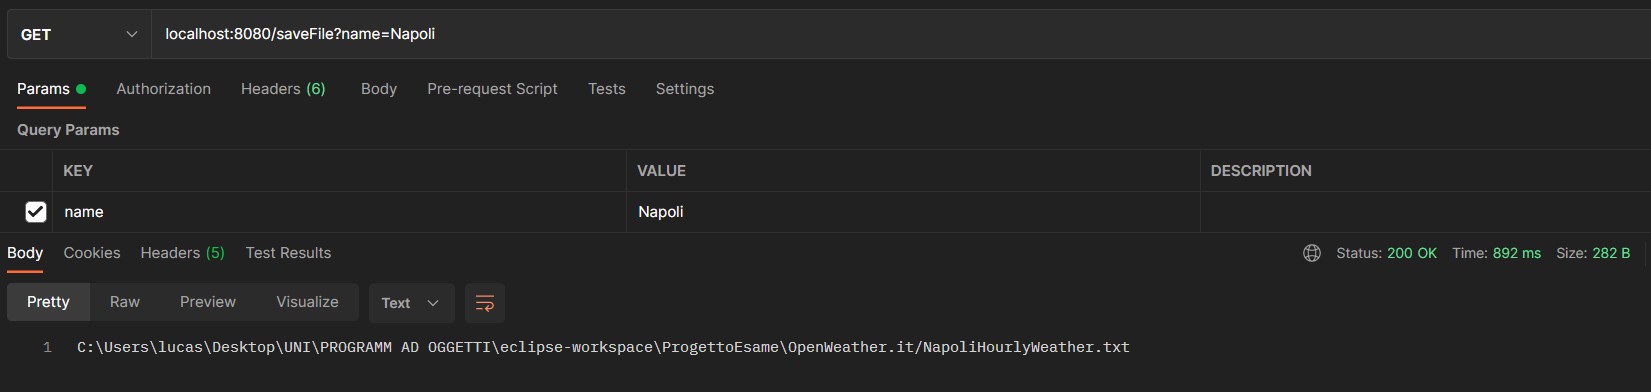 GET localhost:8080/saveFile?name=Napoli
Params Authorization Headers (6) Body Pre-request Script Tests Settings
Query Params
KEY VALUE DESCRIPTION
name Napoli
Body Cookies Headers (5) Test Results Status: 200 OK Time: 892 ms Size: 282 B
Pretty Raw Preview Visualize Text
1 C:\Users\lucas\Desktop\UNI\PROGRAMM AD OGGETTI\eclipse-workspace\ProgettoEsame\OpenWeather.it/NapoliHourlyWeather.txt